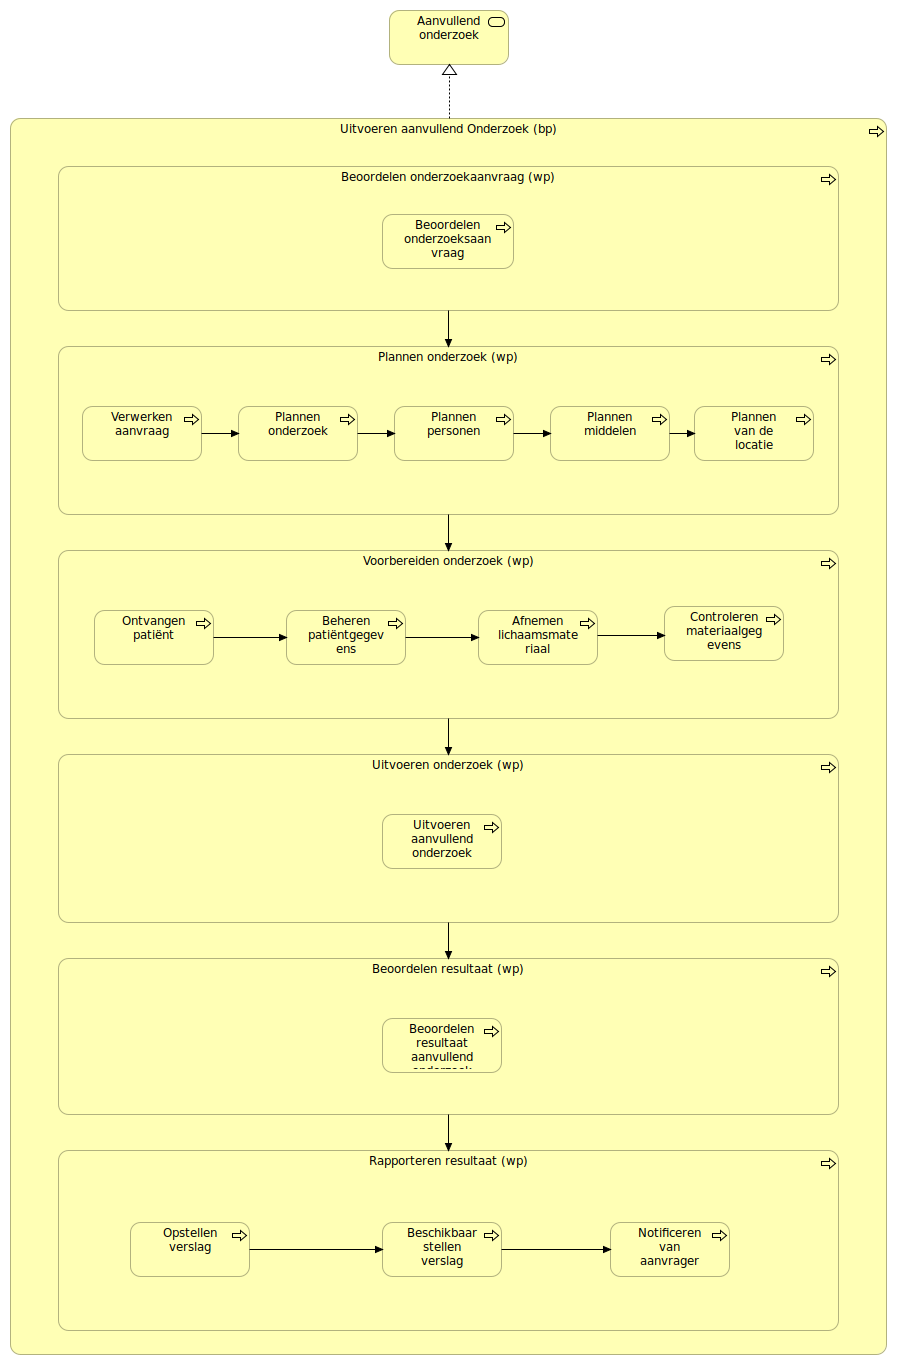 Aanvullend
onderzoek
Uitvoeren aanvullend Onderzoek (bp)
Beoordelen onderzoekaanvraag (wp)
Beoordelen
onderzoeksaan
vraag
Plannen onderzoek (wp)
Verwerken
aanvraag
Plannen
onderzoek
Plannen
personen
Plannen
middelen
Plannen
van de
locatie
Voorbereiden onderzoek (wp)
Ontvangen
patiënt
Beheren
patiëntgegev
ens
Afnemen
lichaamsmate
riaal
Controleren
materiaalgeg
evens
Uitvoeren onderzoek (wp)
Uitvoeren
aanvullend
onderzoek
Beoordelen resultaat (wp)
Beoordelen
resultaat
aanvullend
onderzoek
Rapporteren resultaat (wp)
Opstellen
verslag
Beschikbaar
stellen
verslag
Notificeren
van
aanvrager